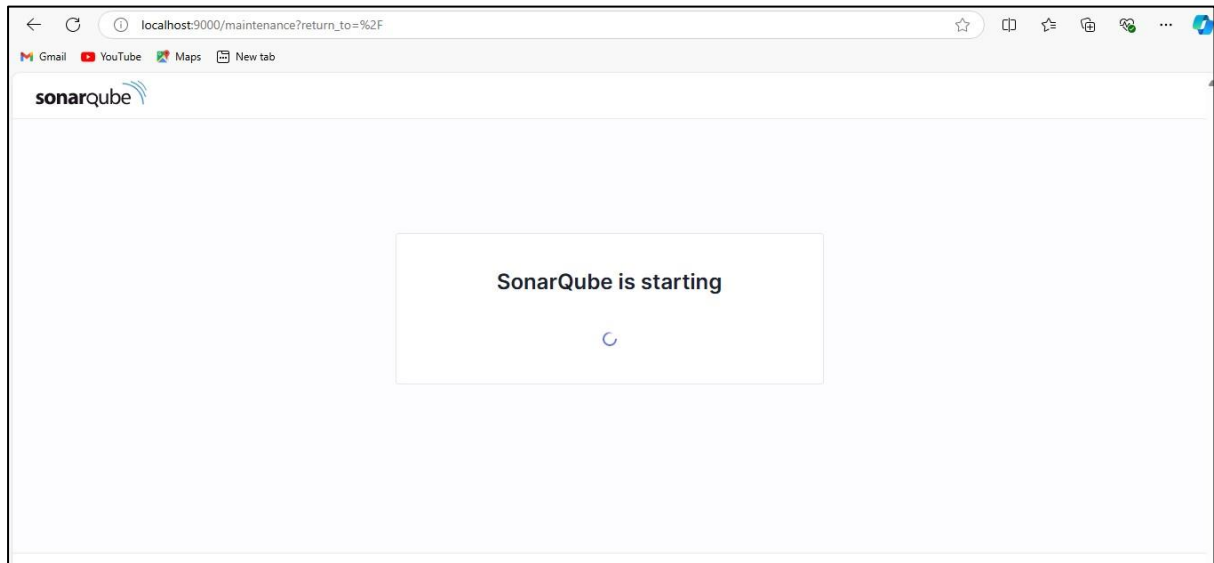 localhost:9000/maintenance?return_to=%2F
Gmail YouTube Maps New tab
sonarqube
SonarQube is starting